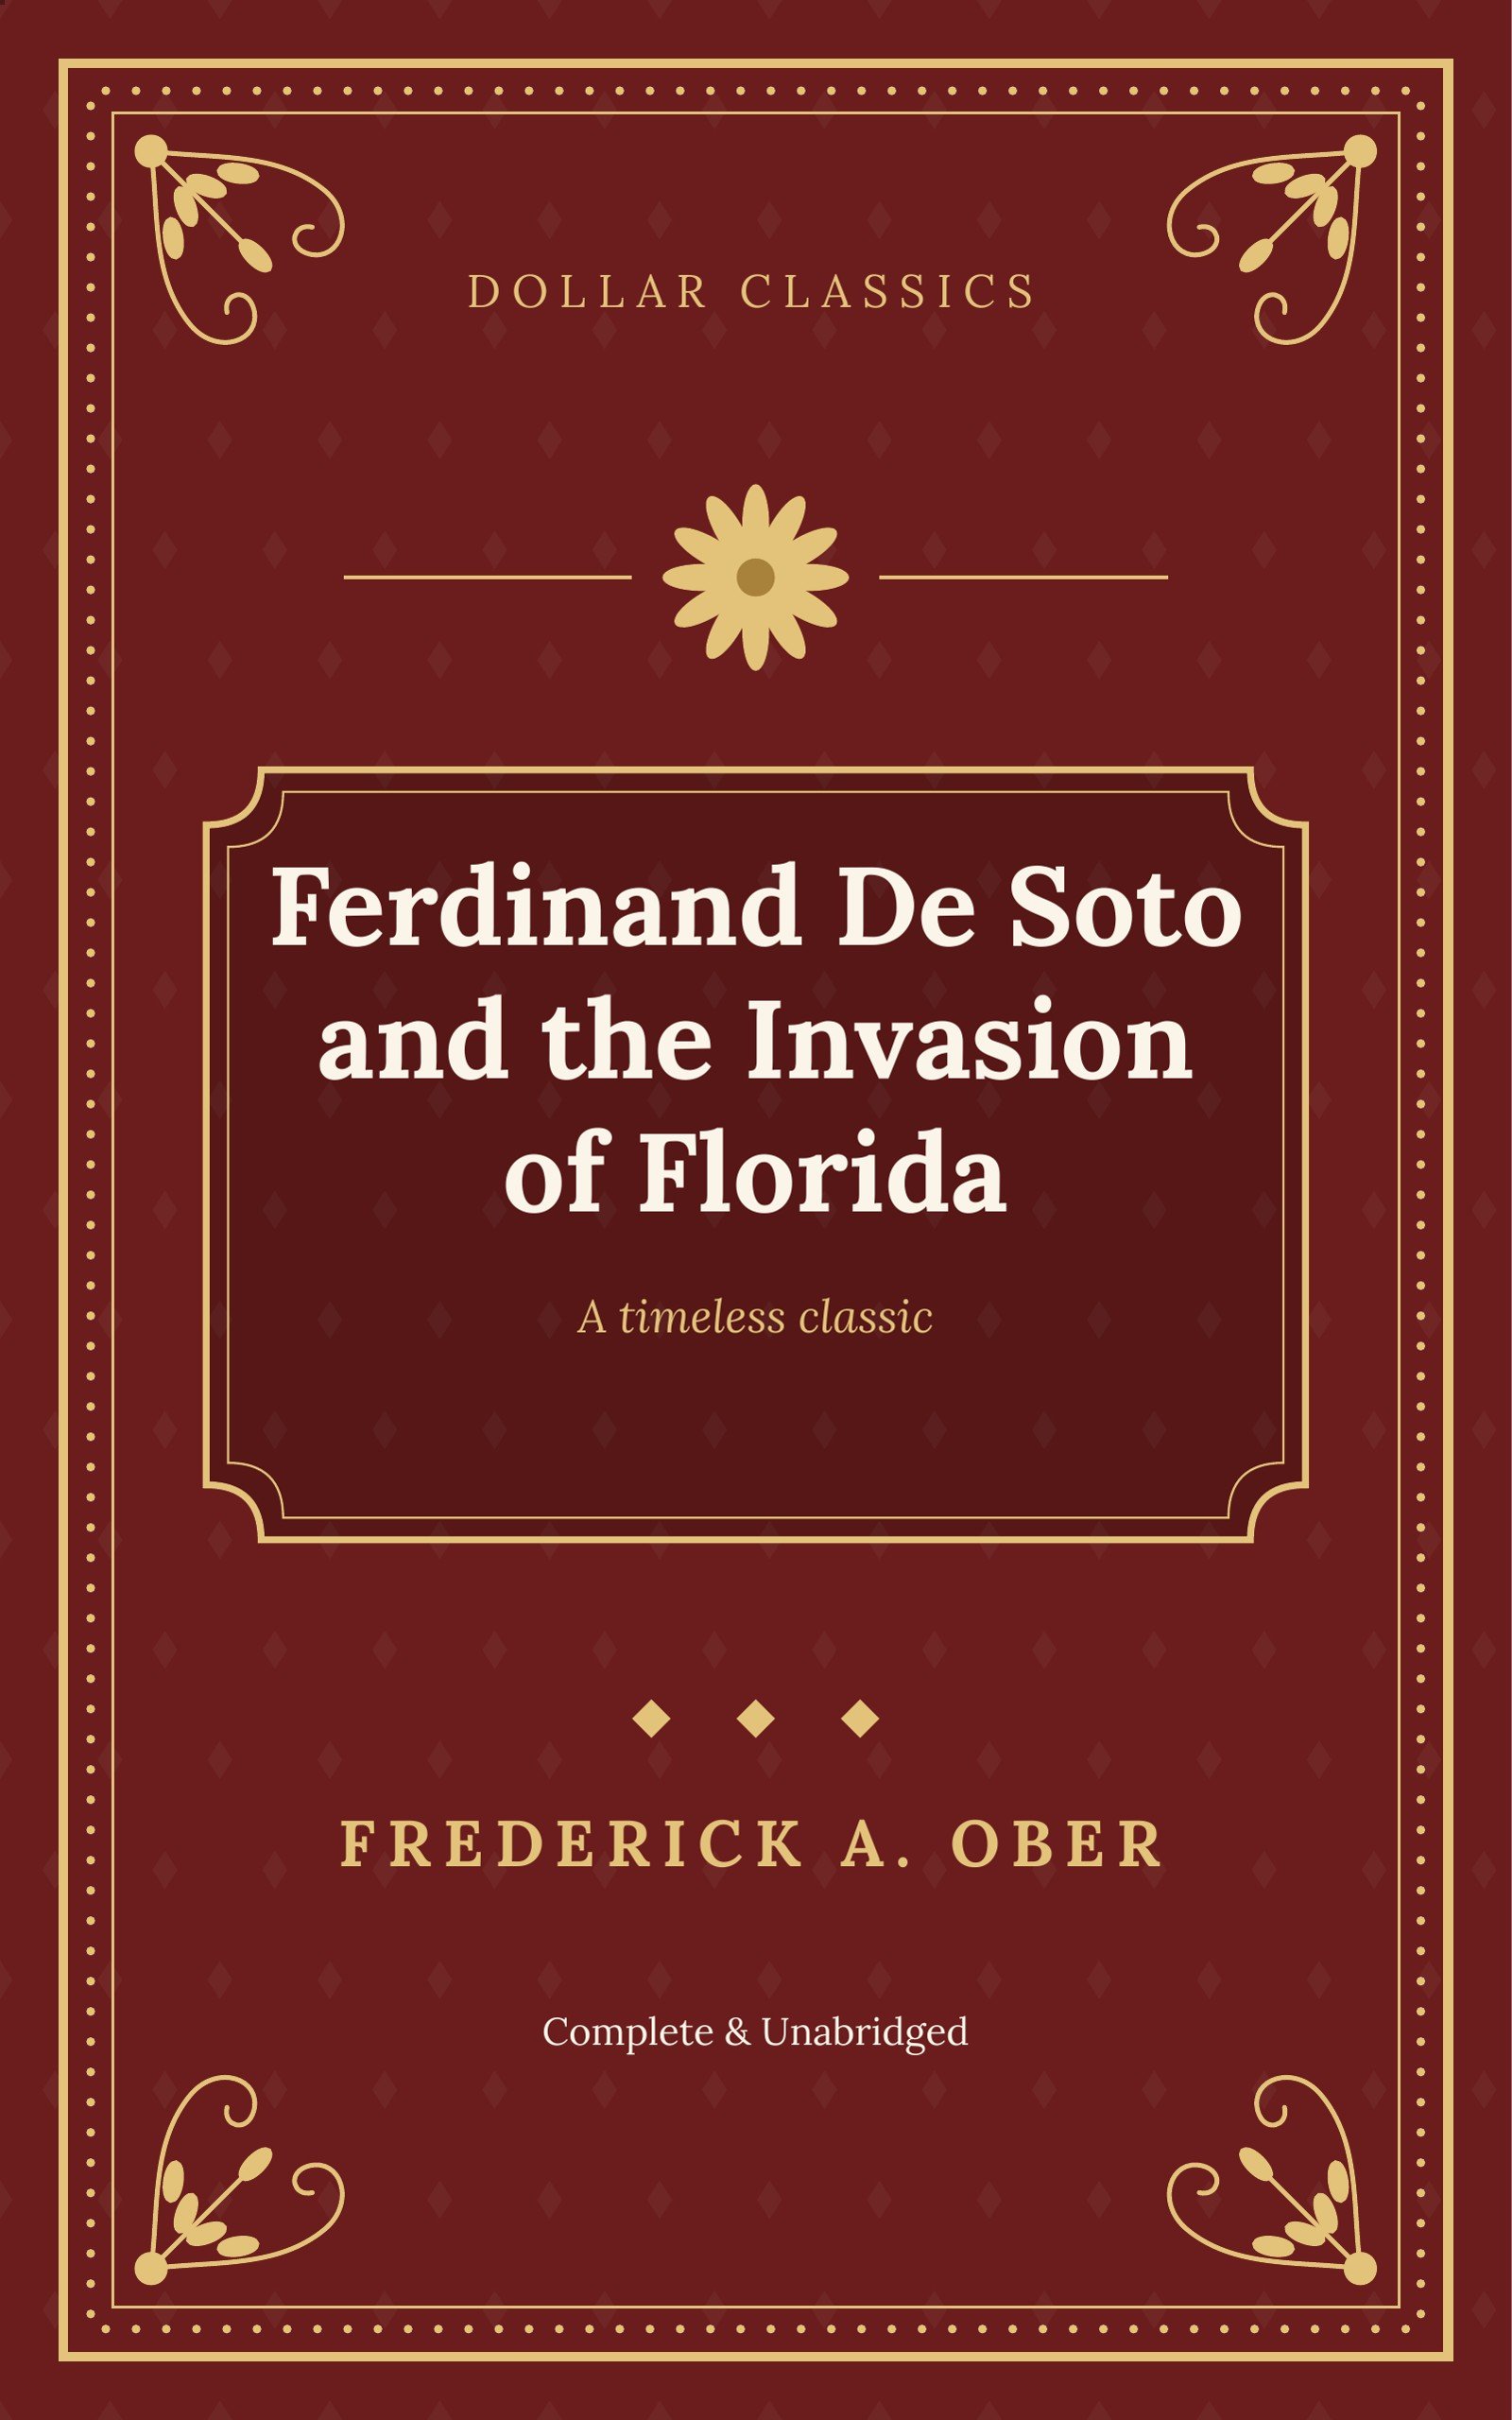 DOLLAR CLASSICS
Ferdinand De Soto
and the Invasion
of Florida
A timeless classic
FREDERICK A. OBER
Complete & Unabridged